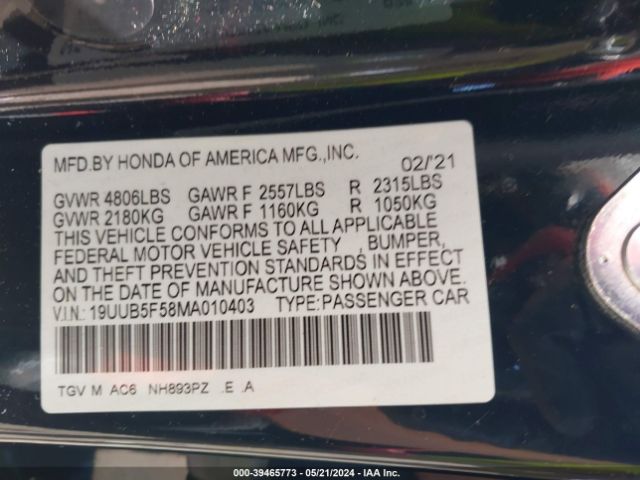 MFD.BY HONDA OF AMERICA MFG.,INC. 02/'21
GVWR 4806LBS GAWR F 2557LBS R 2315LBS
GVWR 2180KG GAWR F 1160KG R 1050KG
THIS VEHICLE CONFORMS TO ALL APPLICABLE
FEDERAL MOTOR VEHICLE SAFETY , BUMPER,
AND THEFT PREVENTION STANDARDS IN EFFECT
ON THE DATE OF MANUFACTURE SHOWN ABOVE.
V.I.N.: 19UUB5F58MA010403 TYPE:PASSENGER CAR
TGV M AC6 NH893PZ .E .A
000-39465773 - 05/21/2024 - IAA Inc.